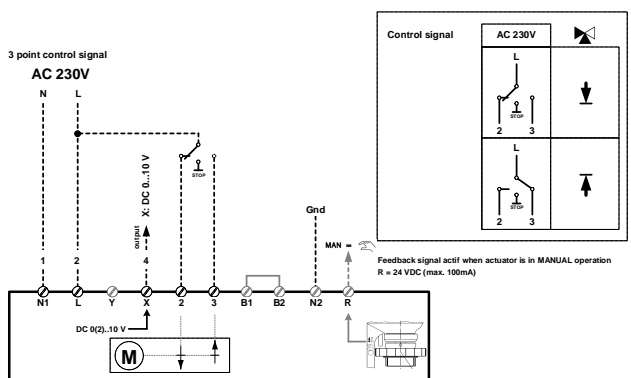 3 point control signal
AC 230V
N L
STOP
output
X: DC 0...10 V
Gnd
MAN =
1 2 4
N1 L Y X 2 3 B1 B2 N2 R
DC 0(2)..10 V
M
Control signal AC 230V
L
STOP
2 3
L
STOP
2 3
Feedback signal actif when actuator is in MANUAL operation
R = 24 VDC (max. 100mA)